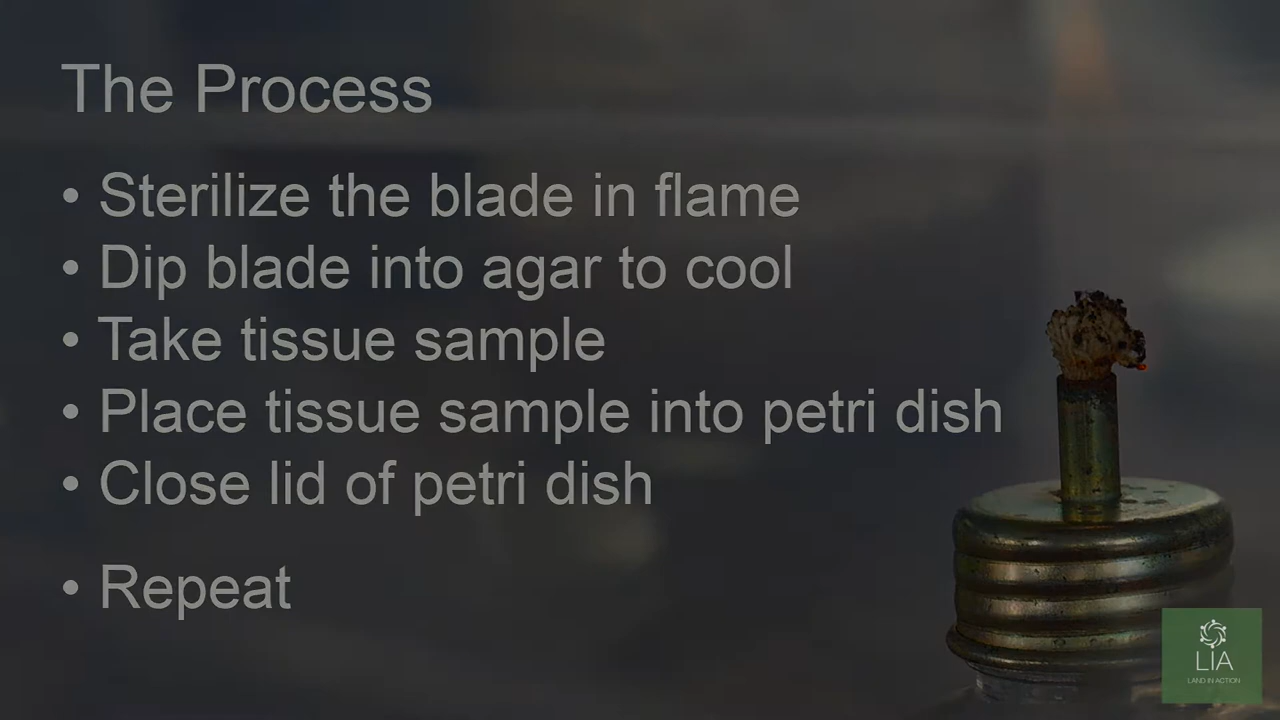 The Process
• Sterilize the blade in flame
• Dip blade into agar to cool
• Take tissue sample
• Place tissue sample into petri dish
• Close lid of petri dish
• Repeat
LIA
LAND IN ACTION